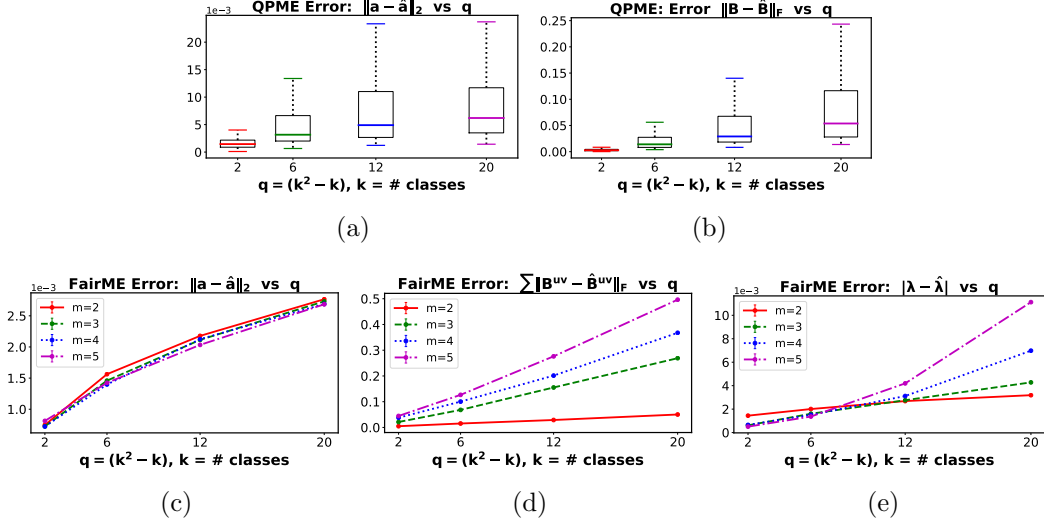 QPME Error: ‖a − â‖₂ vs q
1e−3
20
15
10
5
0
2 6 12 20
q = (k² − k), k = # classes
(a)
QPME: Error ‖B − B̂‖F vs q
0.25
0.20
0.15
0.10
0.05
0.00
2 6 12 20
q = (k² − k), k = # classes
(b)
FairME Error: ‖a − â‖₂ vs q
1e−3
m=2
m=3
m=4
m=5
2.5
2.0
1.5
1.0
2 6 12 20
q = (k² − k), k = # classes
(c)
FairME Error: ∑‖Bᵘᵛ − B̂ᵘᵛ‖F vs q
m=2
m=3
m=4
m=5
0.5
0.4
0.3
0.2
0.1
0.0
2 6 12 20
q = (k² − k), k = # classes
(d)
FairME Error: |λ − λ̂| vs q
1e−3
m=2
m=3
m=4
m=5
10
8
6
4
2
0
2 6 12 20
q = (k² − k), k = # classes
(e)